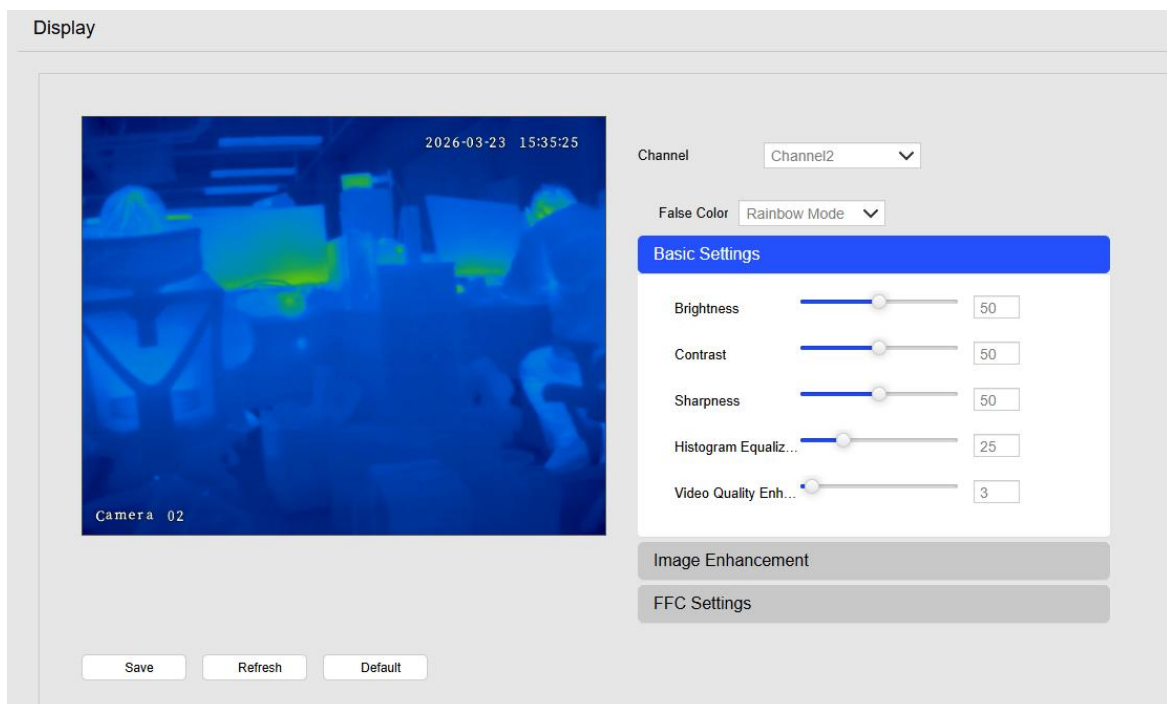 Display
2026-03-23 15:35:25
Camera 02
Channel Channel2
False Color Rainbow Mode
Basic Settings
Brightness 50
Contrast 50
Sharpness 50
Histogram Equaliz... 25
Video Quality Enh... 3
Image Enhancement
FFC Settings
Save Refresh Default